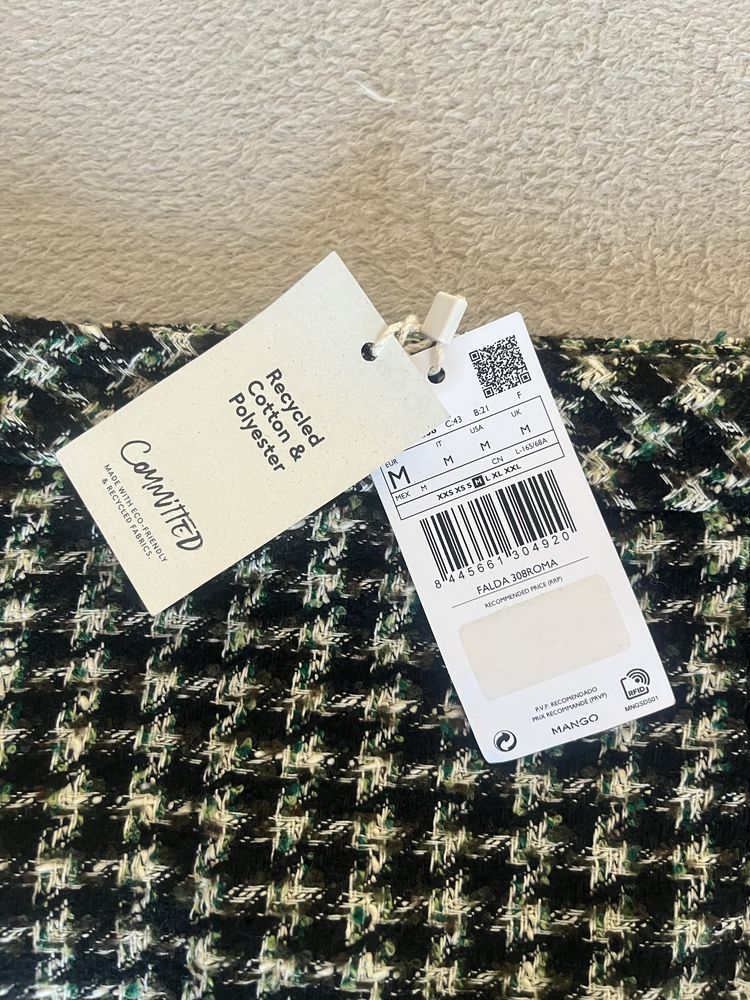 Recycled
Cotton &
Polyester
COMMITTED
MADE WITH ECO-FRIENDLY
& RECYCLED FABRICS.
C-43 B:21 F
EUR IT USA UK
M M M M
MEX M CN L-165/68A
XXS XS S M L XL XXL
8 445661 304920
FALDA 308ROMA
RECOMMENDED PRICE (RRP)
P.V.P. RECOMENDADO
PRIX RECOMMANDÉ (PRVP)
MANGO
RFID
MNGSDS01